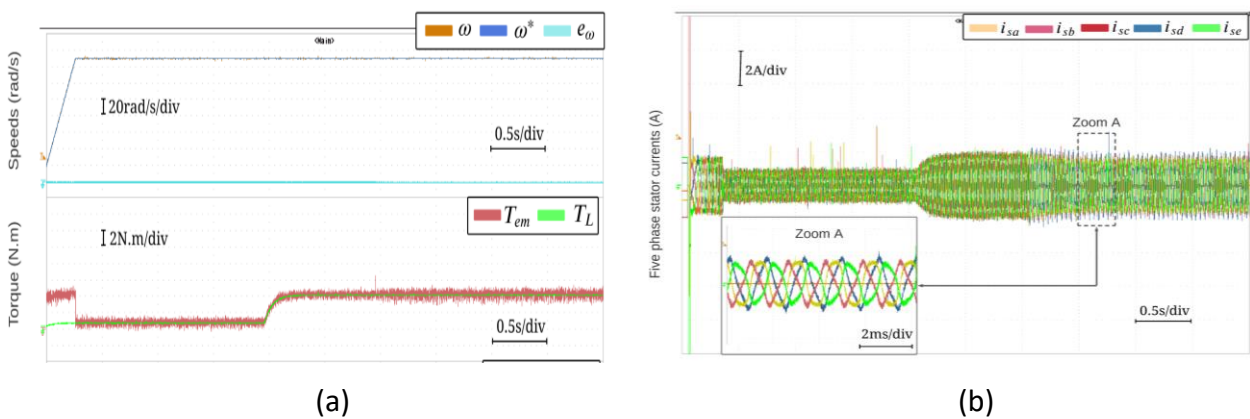 ω ω* e_ω
Speeds (rad/s)
20rad/s/div
0.5s/div
T_em T_L
Torque (N.m)
2N.m/div
0.5s/div
(a)
i_sa i_sb i_sc i_sd i_se
Five phase stator currents (A)
2A/div
Zoom A
Zoom A
2ms/div
0.5s/div
(b)